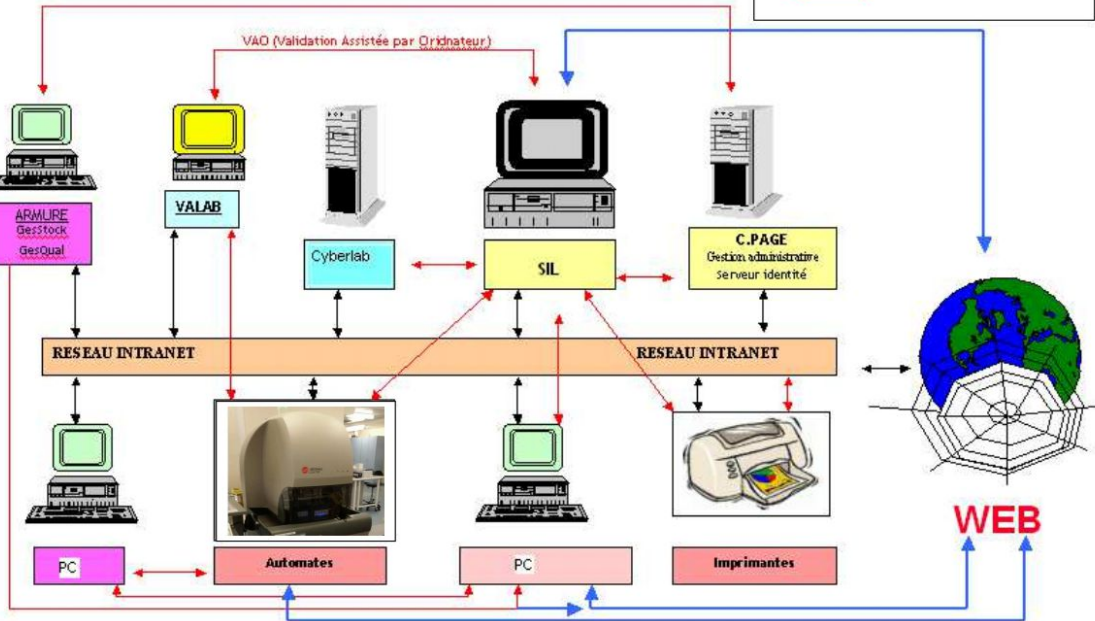 VAO (Validation Assistée par Oridnateur)
ARMURE
GesStock
GesQual
VALAB
Cyberlab
SIL
C.PAGE
Gestion administrative
Serveur identité
RESEAU INTRANET
RESEAU INTRANET
WEB
PC
Automates
PC
Imprimantes